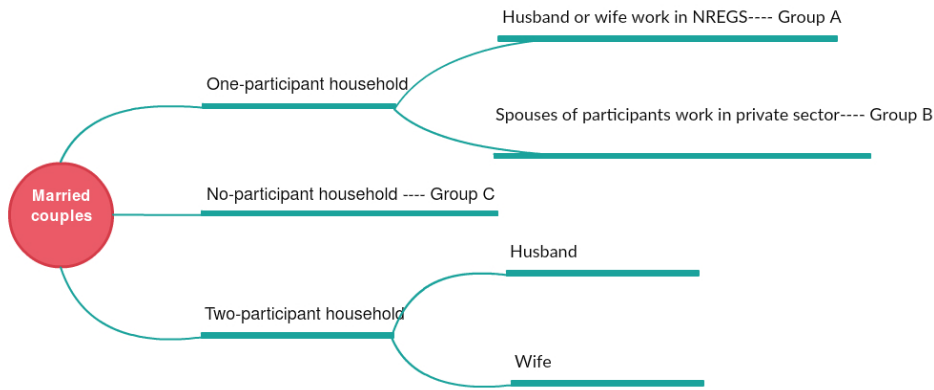 Husband or wife work in NREGS---- Group A
One-participant household
Spouses of participants work in private sector---- Group B
Married
couples
No-participant household ---- Group C
Husband
Two-participant household
Wife